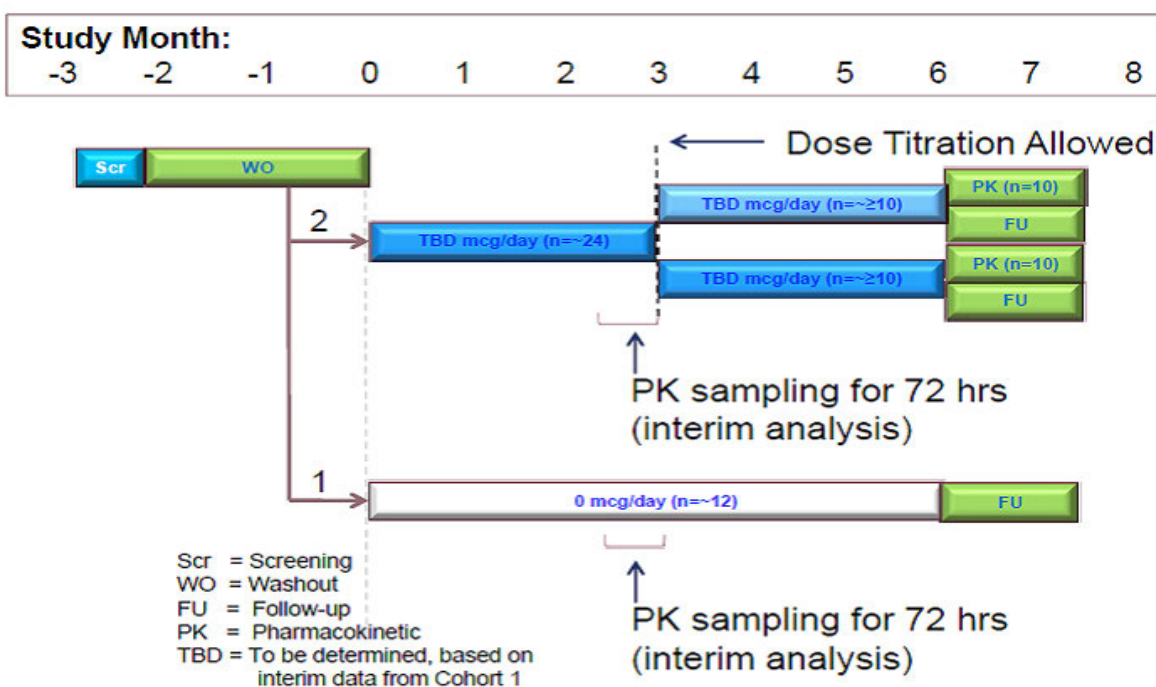 Study Month:
-3 -2 -1 0 1 2 3 4 5 6 7 8
Dose Titration Allowed
Scr WO
PK (n=10)
TBD mcg/day (n=~≥10)
FU
2
TBD mcg/day (n=~24)
PK (n=10)
TBD mcg/day (n=~≥10)
FU
PK sampling for 72 hrs
(interim analysis)
1
0 mcg/day (n=~12)
FU
Scr = Screening
WO = Washout
FU = Follow-up
PK = Pharmacokinetic
TBD = To be determined, based on
interim data from Cohort 1
PK sampling for 72 hrs
(interim analysis)